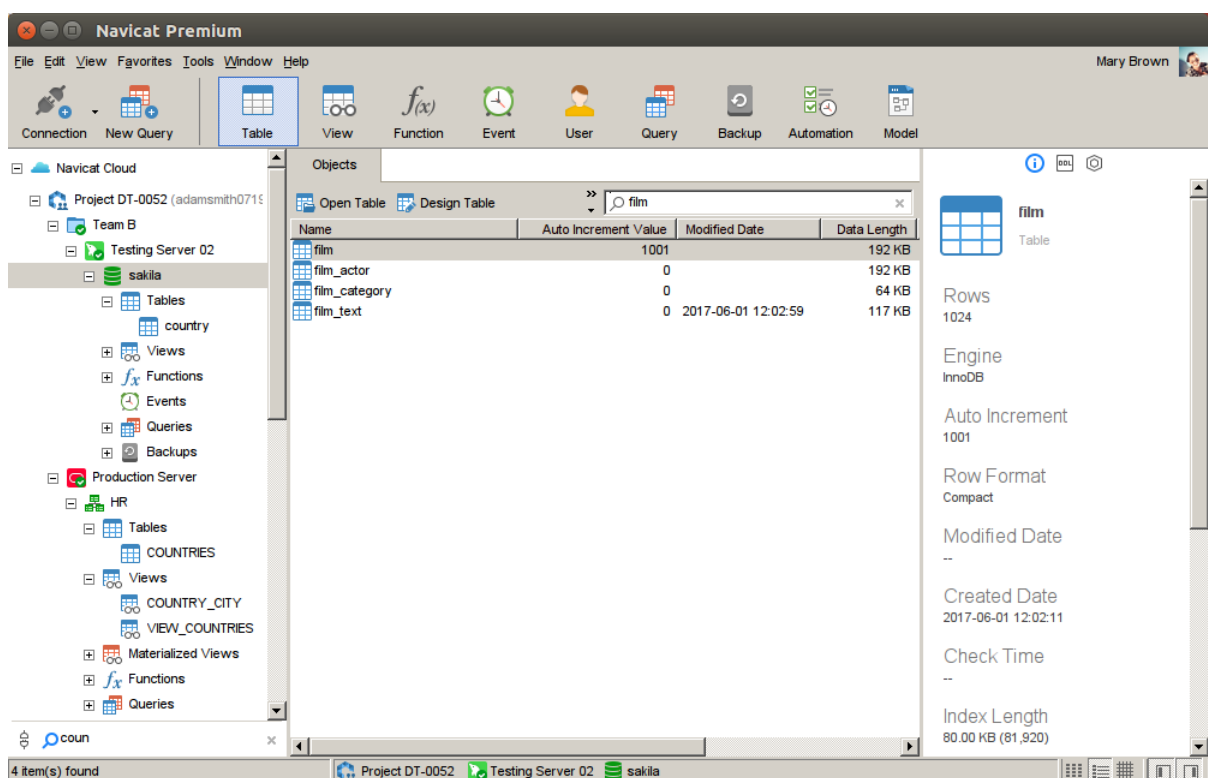 Navicat Premium
File Edit View Favorites Tools Window Help
Mary Brown
Connection New Query Table View Function Event User Query Backup Automation Model
Navicat Cloud
Project DT-0052 (adamsmith0719
Team B
Testing Server 02
sakila
Tables
country
Views
Functions
Events
Queries
Backups
Production Server
HR
Tables
COUNTRIES
Views
COUNTRY_CITY
VIEW_COUNTRIES
Materialized Views
Functions
Queries
coun
Objects
Open Table Design Table » film
Name Auto Increment Value Modified Date Data Length
film 1001 192 KB
film_actor 0 192 KB
film_category 0 64 KB
film_text 0 2017-06-01 12:02:59 117 KB
DDL
film
Table
Rows
1024
Engine
InnoDB
Auto Increment
1001
Row Format
Compact
Modified Date
--
Created Date
2017-06-01 12:02:11
Check Time
--
Index Length
80.00 KB (81,920)
4 item(s) found Project DT-0052 Testing Server 02 sakila